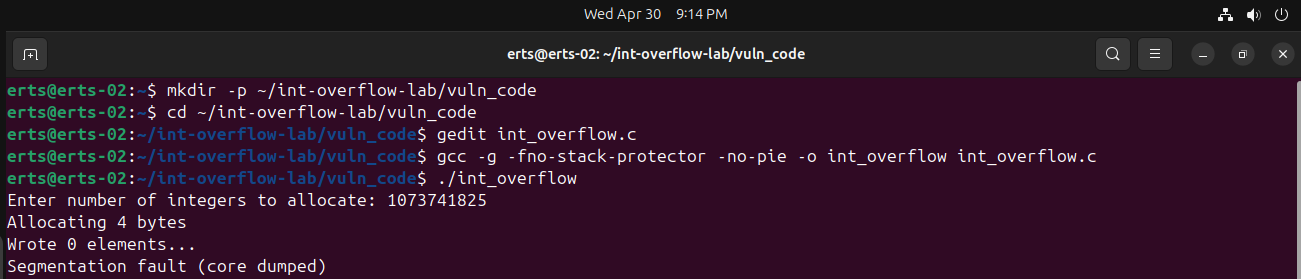 Wed Apr 30 9:14 PM
erts@erts-02: ~/int-overflow-lab/vuln_code
erts@erts-02:~$ mkdir -p ~/int-overflow-lab/vuln_code
erts@erts-02:~$ cd ~/int-overflow-lab/vuln_code
erts@erts-02:~/int-overflow-lab/vuln_code$ gedit int_overflow.c
erts@erts-02:~/int-overflow-lab/vuln_code$ gcc -g -fno-stack-protector -no-pie -o int_overflow int_overflow.c
erts@erts-02:~/int-overflow-lab/vuln_code$ ./int_overflow
Enter number of integers to allocate: 1073741825
Allocating 4 bytes
Wrote 0 elements...
Segmentation fault (core dumped)